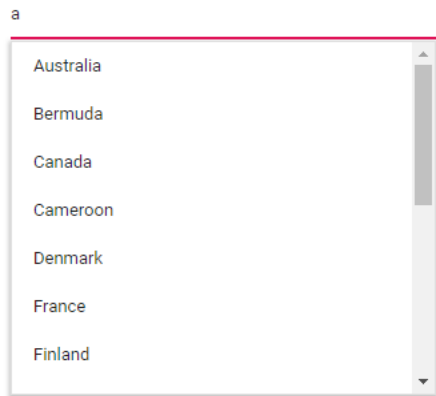 a
Australia
Bermuda
Canada
Cameroon
Denmark
France
Finland